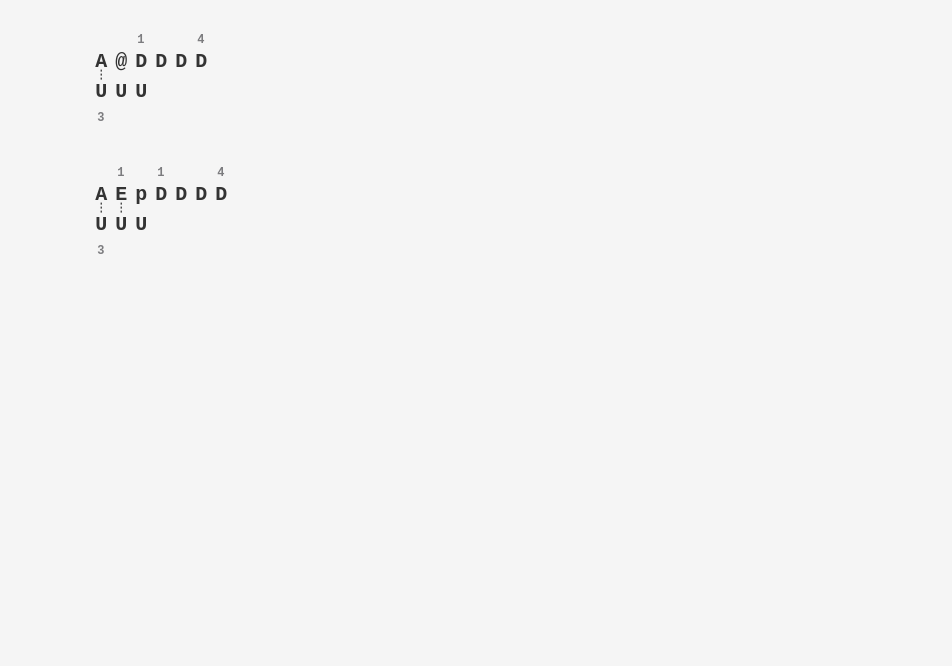 1 4
A @ D D D D
U U U
3
1 1 4
A E p D D D D
U U U
3